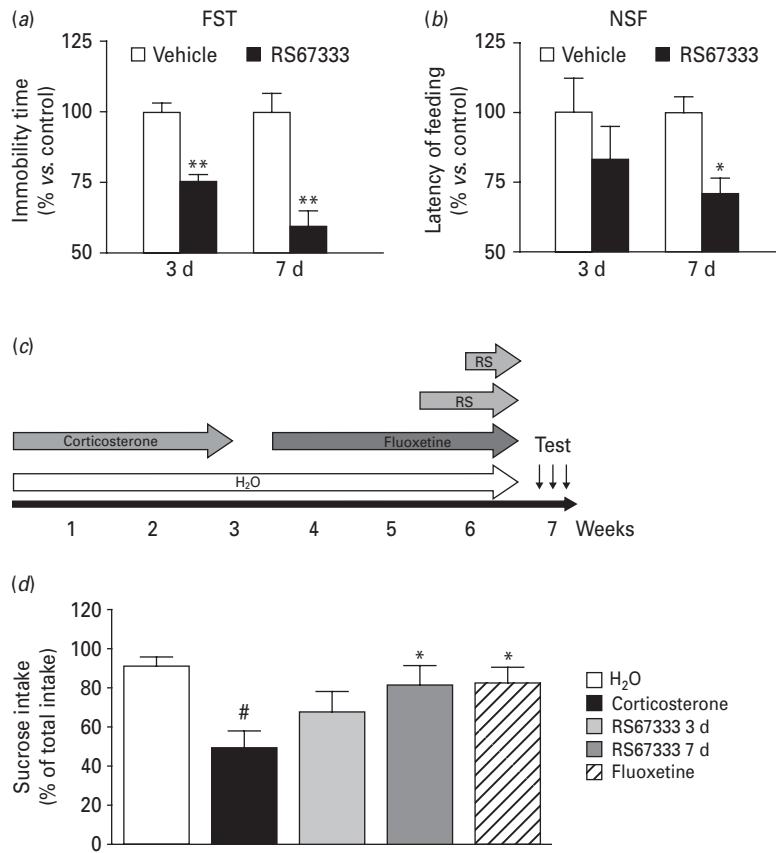 (a) FST
125
100
75
50
Immobility time
(% vs. control)
Vehicle RS67333
**
**
3 d 7 d
(b) NSF
125
100
75
50
Latency of feeding
(% vs. control)
Vehicle RS67333
*
3 d 7 d
(c)
RS
RS
Corticosterone Fluoxetine Test
H₂O
1 2 3 4 5 6 7 Weeks
(d)
120
100
80
60
40
20
0
Sucrose intake
(% of total intake)
#
*
*
H₂O
Corticosterone
RS67333 3 d
RS67333 7 d
Fluoxetine